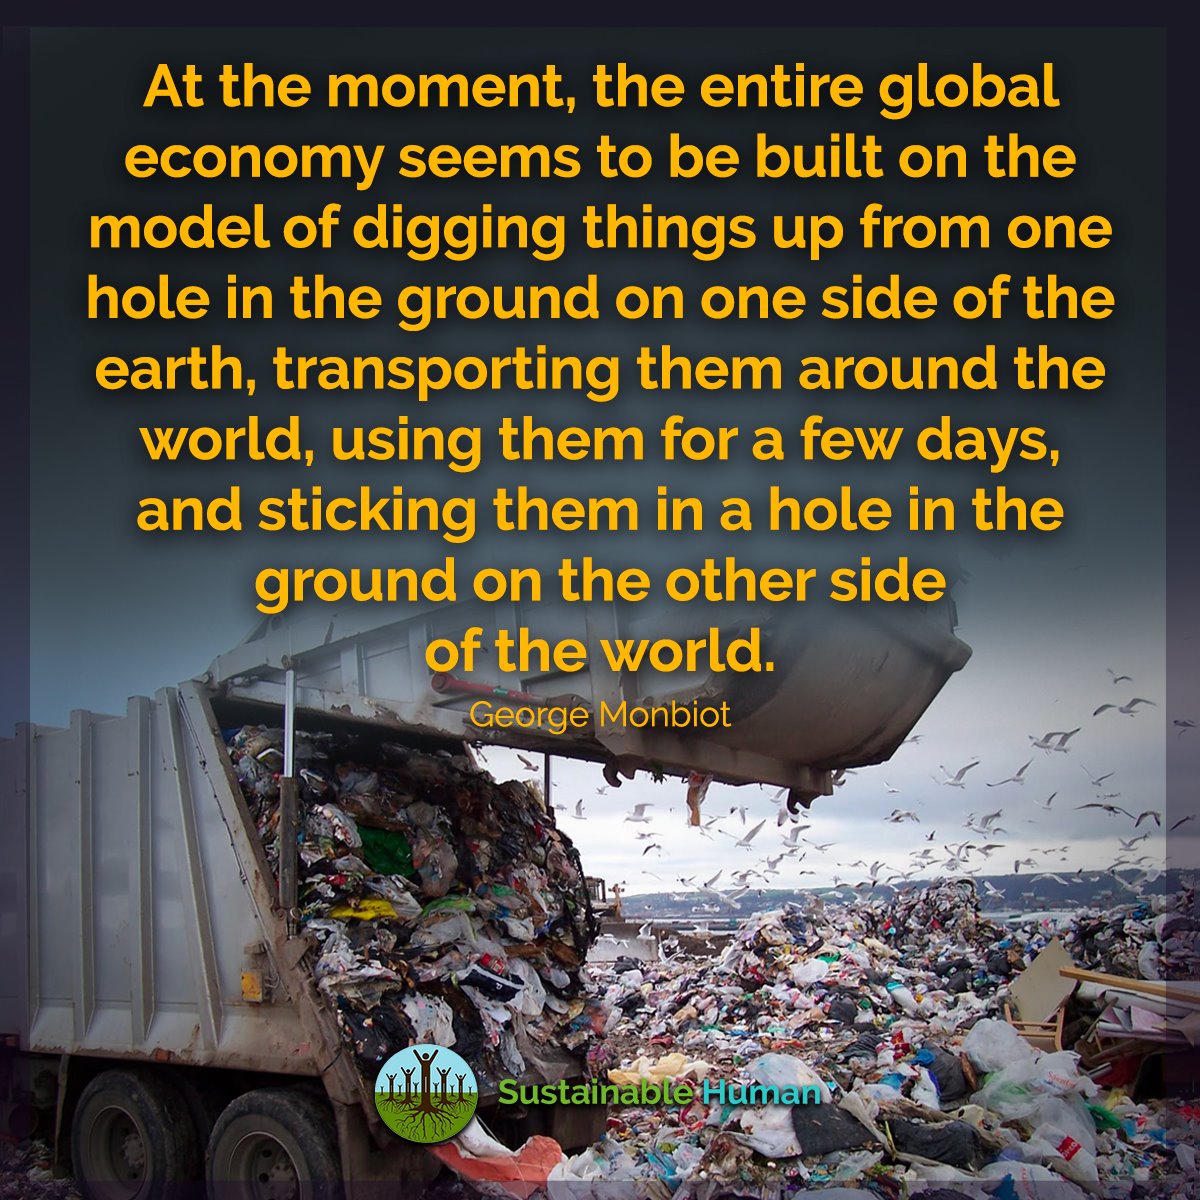 At the moment, the entire global
economy seems to be built on the
model of digging things up from one
hole in the ground on one side of the
earth, transporting them around the
world, using them for a few days,
and sticking them in a hole in the
ground on the other side
of the world.
George Monbiot
Sustainable Human